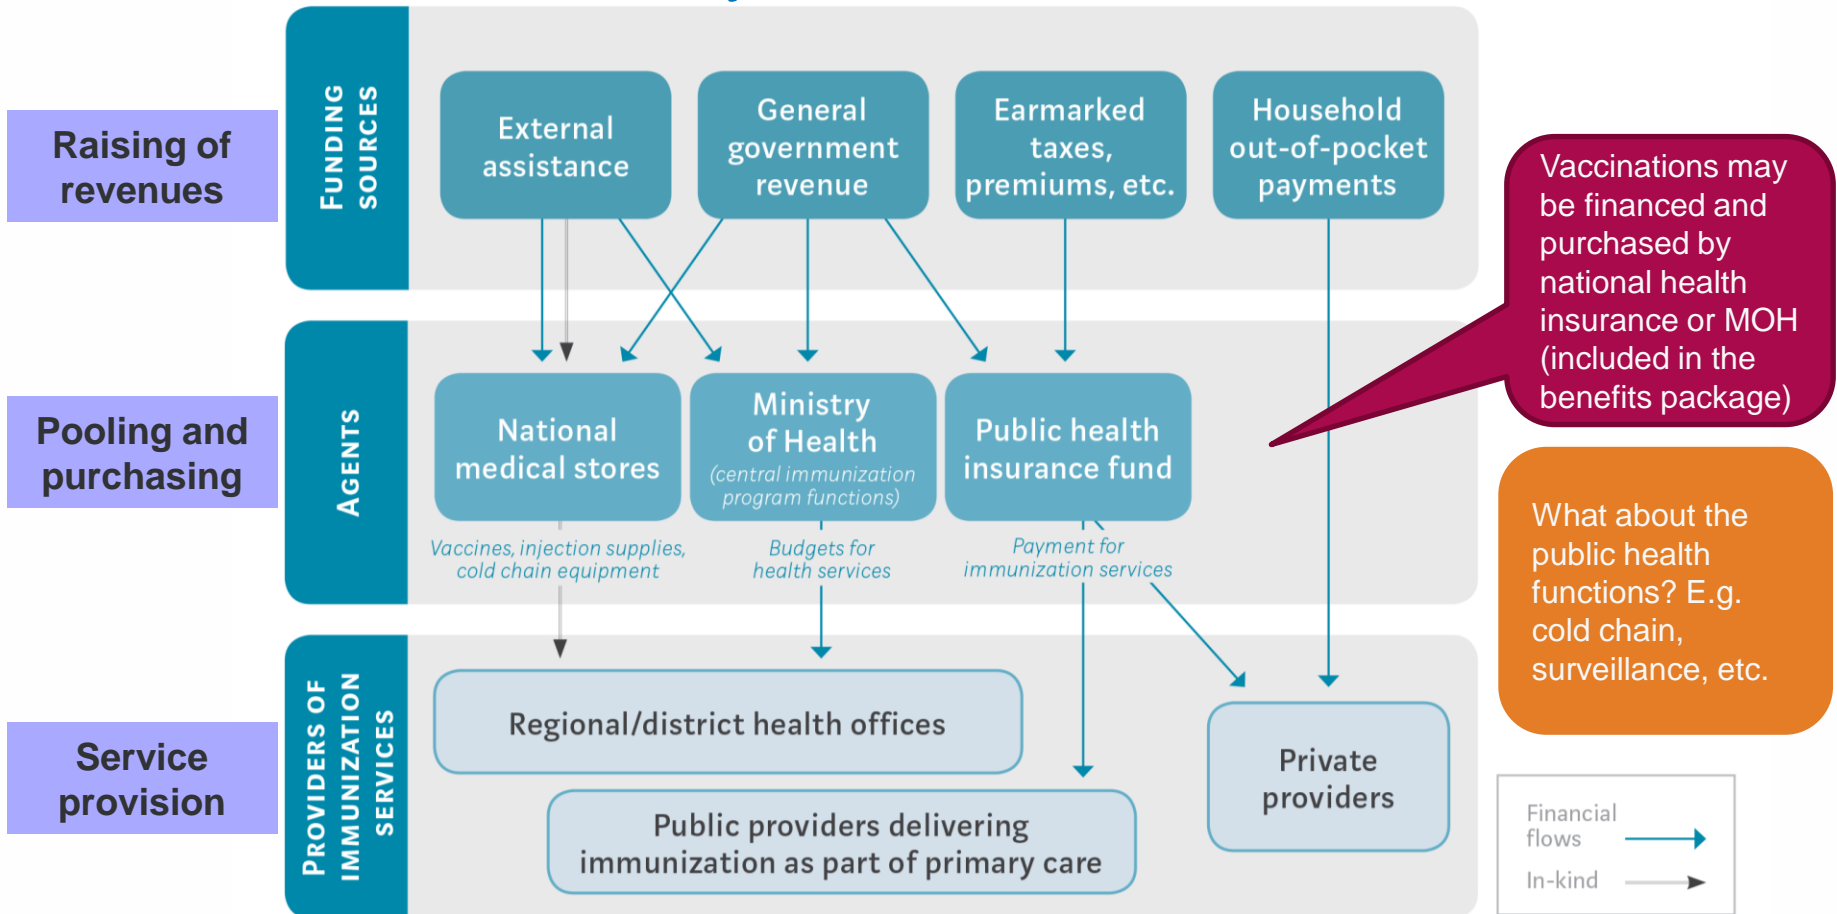 Raising of
revenues
FUNDING
SOURCES
External
assistance
General
government
revenue
Earmarked
taxes,
premiums, etc.
Household
out-of-pocket
payments
Vaccinations may
be financed and
purchased by
national health
insurance or MOH
(included in the
benefits package)
Pooling and
purchasing
AGENTS
National
medical stores
Ministry
of Health
(central immunization
program functions)
Public health
insurance fund
Vaccines, injection supplies,
cold chain equipment
Budgets for
health services
Payment for
immunization services
What about the
public health
functions? E.g.
cold chain,
surveillance, etc.
Service
provision
PROVIDERS OF
IMMUNIZATION
SERVICES
Regional/district health offices
Public providers delivering
immunization as part of primary care
Private
providers
Financial
flows
In-kind